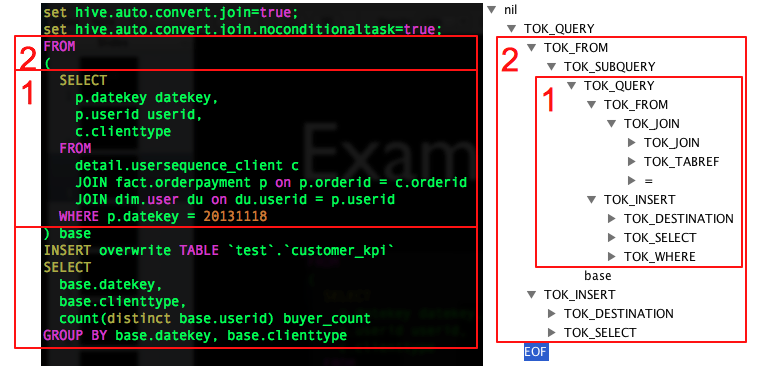 set hive.auto.convert.join=true;
set hive.auto.convert.join.noconditionaltask=true;
2
FROM
(
1
SELECT
p.datekey datekey,
p.userid userid,
c.clienttype
FROM
detail.usersequence_client c
JOIN fact.orderpayment p on p.orderid = c.orderid
JOIN dim.user du on du.userid = p.userid
WHERE p.datekey = 20131118
) base
INSERT overwrite TABLE `test`.`customer_kpi`
SELECT
base.datekey,
base.clienttype,
count(distinct base.userid) buyer_count
GROUP BY base.datekey, base.clienttype
Exam
nil
TOK_QUERY
2
TOK_FROM
TOK_SUBQUERY
1
TOK_QUERY
TOK_FROM
TOK_JOIN
TOK_JOIN
TOK_TABREF
=
TOK_INSERT
TOK_DESTINATION
TOK_SELECT
TOK_WHERE
base
TOK_INSERT
TOK_DESTINATION
TOK_SELECT
EOF